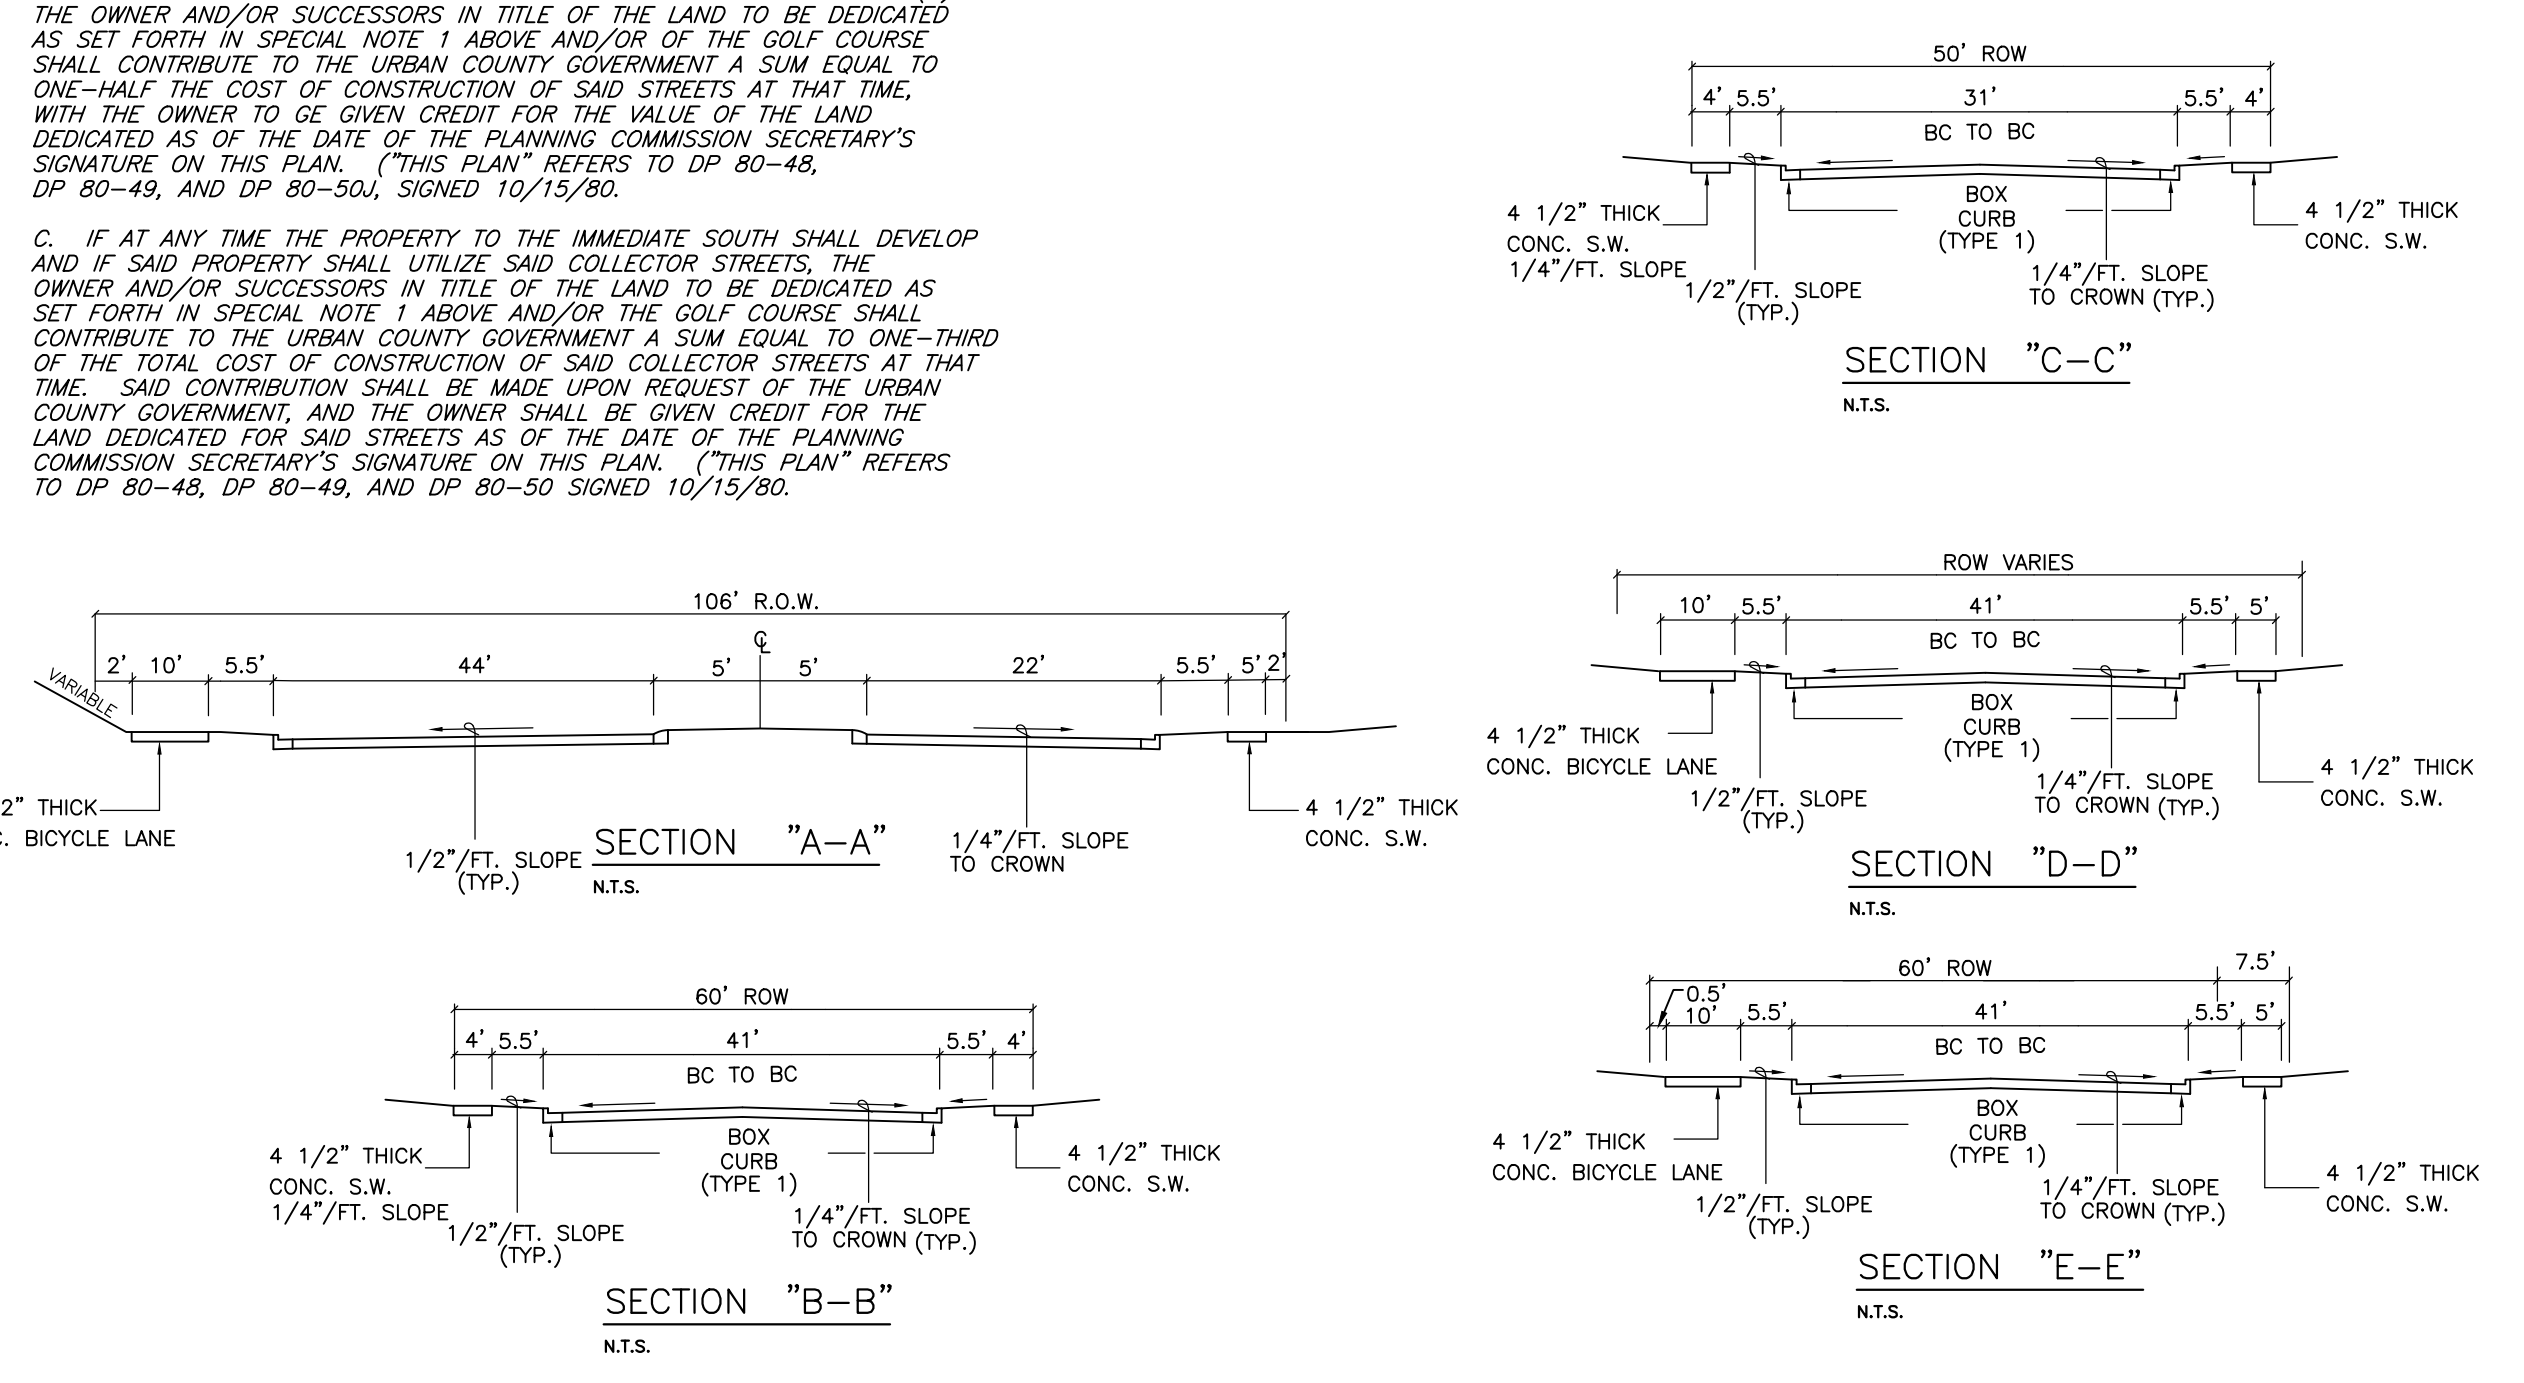 THE OWNER AND/OR SUCCESSORS IN TITLE OF THE LAND TO BE DEDICATED
AS SET FORTH IN SPECIAL NOTE 1 ABOVE AND/OR OF THE GOLF COURSE
SHALL CONTRIBUTE TO THE URBAN COUNTY GOVERNMENT A SUM EQUAL TO
ONE-HALF THE COST OF CONSTRUCTION OF SAID STREETS AT THAT TIME,
WITH THE OWNER TO GE GIVEN CREDIT FOR THE VALUE OF THE LAND
DEDICATED AS OF THE DATE OF THE PLANNING COMMISSION SECRETARY'S
SIGNATURE ON THIS PLAN. ("THIS PLAN" REFERS TO DP 80-48,
DP 80-49, AND DP 80-50J, SIGNED 10/15/80.
C. IF AT ANY TIME THE PROPERTY TO THE IMMEDIATE SOUTH SHALL DEVELOP
AND IF SAID PROPERTY SHALL UTILIZE SAID COLLECTOR STREETS, THE
OWNER AND/OR SUCCESSORS IN TITLE OF THE LAND TO BE DEDICATED AS
SET FORTH IN SPECIAL NOTE 1 ABOVE AND/OR THE GOLF COURSE SHALL
CONTRIBUTE TO THE URBAN COUNTY GOVERNMENT A SUM EQUAL TO ONE-THIRD
OF THE TOTAL COST OF CONSTRUCTION OF SAID COLLECTOR STREETS AT THAT
TIME. SAID CONTRIBUTION SHALL BE MADE UPON REQUEST OF THE URBAN
COUNTY GOVERNMENT, AND THE OWNER SHALL BE GIVEN CREDIT FOR THE
LAND DEDICATED FOR SAID STREETS AS OF THE DATE OF THE PLANNING
COMMISSION SECRETARY'S SIGNATURE ON THIS PLAN. ("THIS PLAN" REFERS
TO DP 80-48, DP 80-49, AND DP 80-50 SIGNED 10/15/80.
50' ROW
4' 5.5' 31' 5.5' 4'
BC TO BC
BOX
CURB
(TYPE 1)
4 1/2" THICK
CONC. S.W.
1/4"/FT. SLOPE
1/2"/FT. SLOPE
(TYP.)
1/4"/FT. SLOPE
TO CROWN (TYP.)
4 1/2" THICK
CONC. S.W.
SECTION "C-C"
N.T.S.
106' R.O.W.
℄
2' 10' 5.5' 44' 5' 5' 22' 5.5' 5' 2'
VARIABLE
2" THICK
. BICYCLE LANE
1/2"/FT. SLOPE
(TYP.)
1/4"/FT. SLOPE
TO CROWN
4 1/2" THICK
CONC. S.W.
SECTION "A-A"
N.T.S.
ROW VARIES
10' 5.5' 41' 5.5' 5'
BC TO BC
BOX
CURB
(TYPE 1)
4 1/2" THICK
CONC. BICYCLE LANE
1/2"/FT. SLOPE
(TYP.)
1/4"/FT. SLOPE
TO CROWN (TYP.)
4 1/2" THICK
CONC. S.W.
SECTION "D-D"
N.T.S.
60' ROW
4' 5.5' 41' 5.5' 4'
BC TO BC
BOX
CURB
(TYPE 1)
4 1/2" THICK
CONC. S.W.
1/4"/FT. SLOPE
1/2"/FT. SLOPE
(TYP.)
1/4"/FT. SLOPE
TO CROWN (TYP.)
4 1/2" THICK
CONC. S.W.
SECTION "B-B"
N.T.S.
60' ROW 7.5'
0.5'
10' 5.5' 41' 5.5' 5'
BC TO BC
BOX
CURB
(TYPE 1)
4 1/2" THICK
CONC. BICYCLE LANE
1/2"/FT. SLOPE
(TYP.)
1/4"/FT. SLOPE
TO CROWN (TYP.)
4 1/2" THICK
CONC. S.W.
SECTION "E-E"
N.T.S.